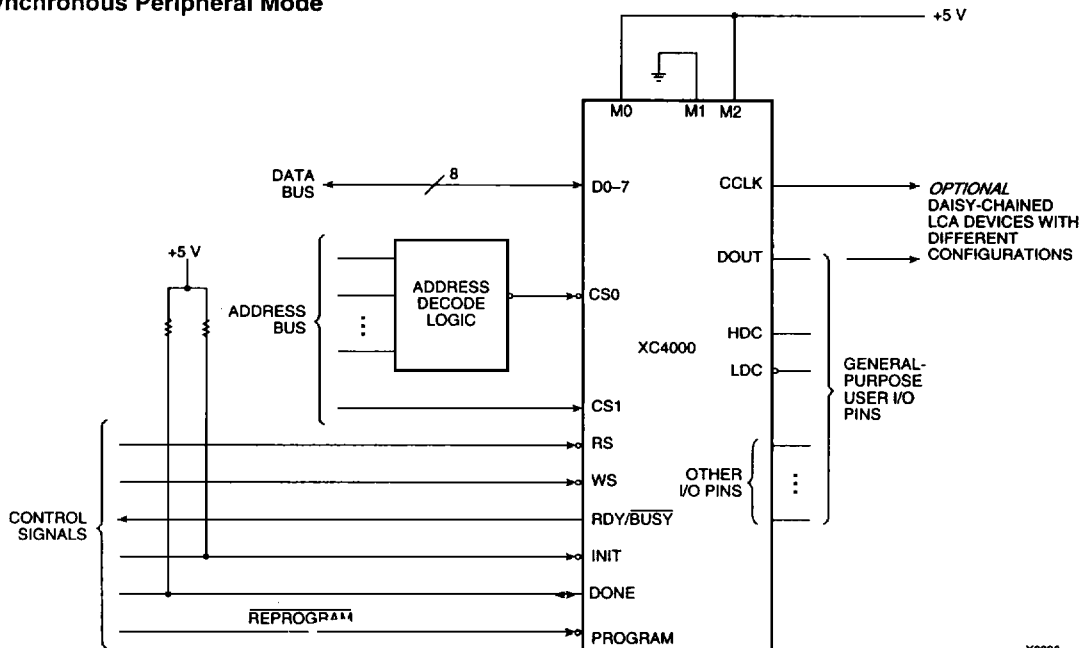 ynchronous Peripheral Mode
+5 V
M0
M1
M2
DATA
BUS
8
D0–7
CCLK
OPTIONAL
DAISY-CHAINED
LCA DEVICES WITH
DIFFERENT
CONFIGURATIONS
+5 V
DOUT
ADDRESS
BUS
ADDRESS
DECODE
LOGIC
CS0
HDC
XC4000
LDC
GENERAL-
PURPOSE
USER I/O
PINS
CS1
RS
OTHER
I/O PINS
WS
CONTROL
SIGNALS
RDY/BUSY
INIT
DONE
REPROGRAM
PROGRAM